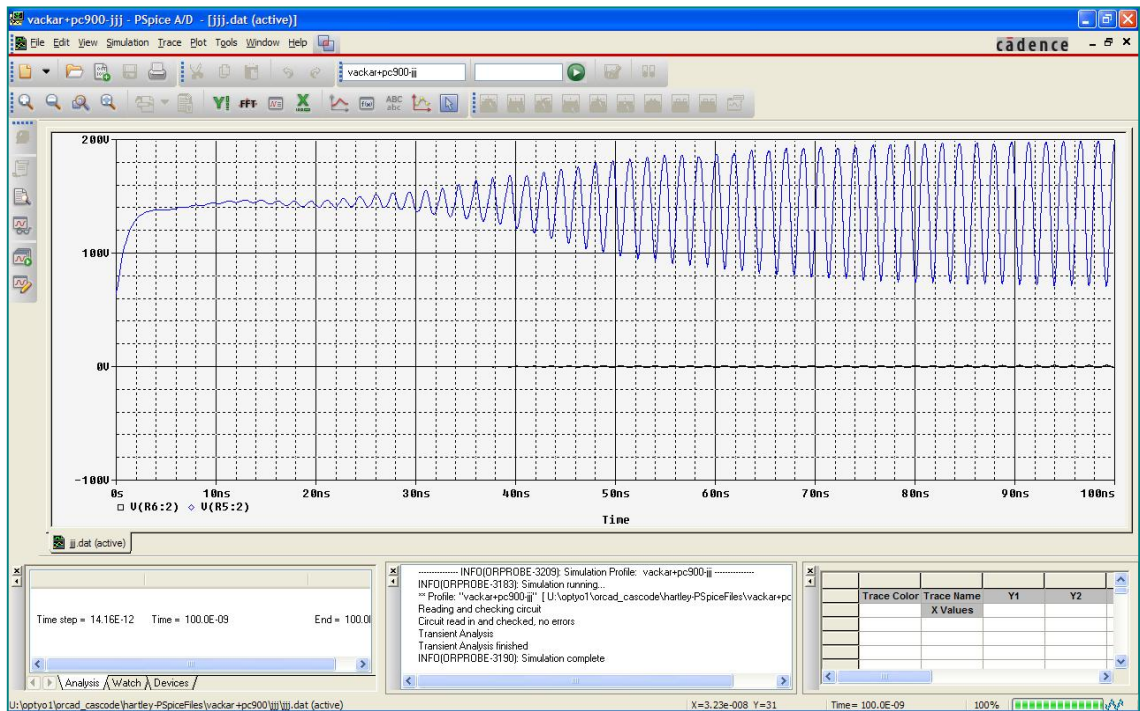 vackar+pc900-jjj - PSpice A/D - [jjj.dat (active)]
File Edit View Simulation Trace Plot Tools Window Help
cādence
vackar+pc900-jjj
FFT
ABC
abc
200V
100V
0V
-100V
0s 10ns 20ns 30ns 40ns 50ns 60ns 70ns 80ns 90ns 100ns
V(R6:2) V(R5:2)
Time
jjj.dat (active)
Time step = 14.16E-12 Time = 100.0E-09 End = 100.0
Analysis Watch Devices
-------------- INFO(ORPROBE-3209): Simulation Profile: vackar+pc900-jjj --------------
INFO(ORPROBE-3183): Simulation running...
** Profile: "vackar+pc900-jjj" [ U:\optyo1\orcad_cascode\hartley-PSpiceFiles\vackar+pc
Reading and checking circuit
Circuit read in and checked, no errors
Transient Analysis
Transient Analysis finished
INFO(ORPROBE-3190): Simulation complete
Trace Color Trace Name Y1 Y2
X Values
U:\optyo1\orcad_cascode\hartley-PSpiceFiles\vackar+pc900\jjj\jjj.dat (active) X=3.23e-008 Y=31 Time= 100.0E-09 100%